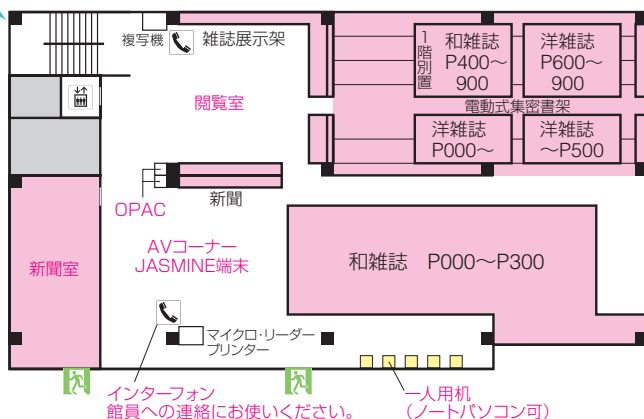 複写機
雑誌展示架
1階別置
和雑誌
P400～
900
洋雑誌
P600～
900
閲覧室
電動式集密書架
洋雑誌
P000～
洋雑誌
～P500
OPAC
新聞
新聞室
AVコーナー
JASMINE端末
和雑誌 P000～P300
マイクロ・リーダー
プリンター
インターフォン
館員への連絡にお使いください。
一人用机
（ノートパソコン可）